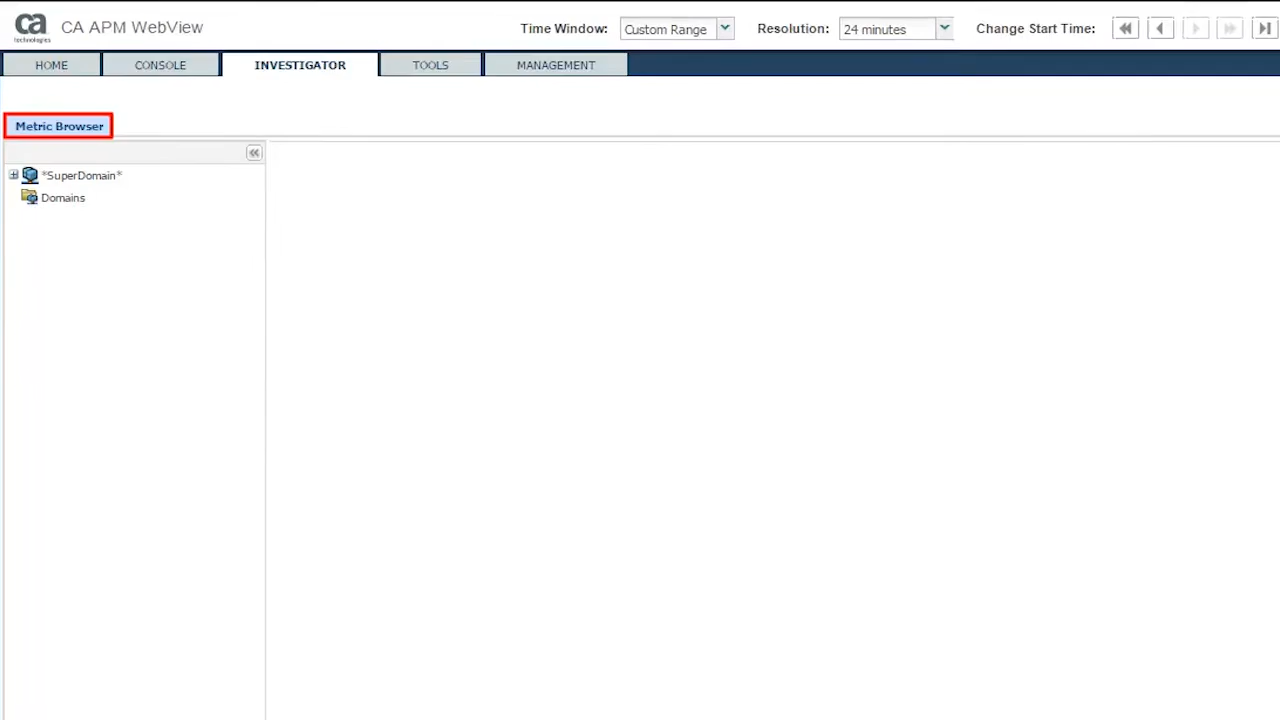 ca technologies CA APM WebView Time Window: Custom Range Resolution: 24 minutes Change Start Time:
HOME CONSOLE INVESTIGATOR TOOLS MANAGEMENT
Metric Browser
*SuperDomain*
Domains